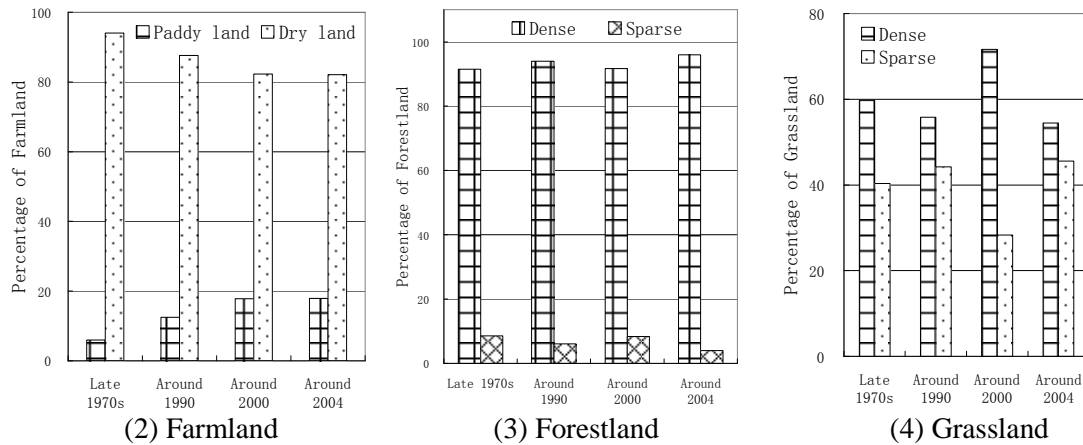 Percentage of Farmland
100
80
60
40
20
0
Paddy land Dry land
Late 1970s
Around 1990
Around 2000
Around 2004
(2) Farmland
Percentage of Forestland
100
80
60
40
20
0
Dense Sparse
Late 1970s
Around 1990
Around 2000
Around 2004
(3) Forestland
Percentage of Grassland
80
60
40
20
0
Dense
Sparse
Late 1970s
Around 1990
Around 2000
Around 2004
(4) Grassland